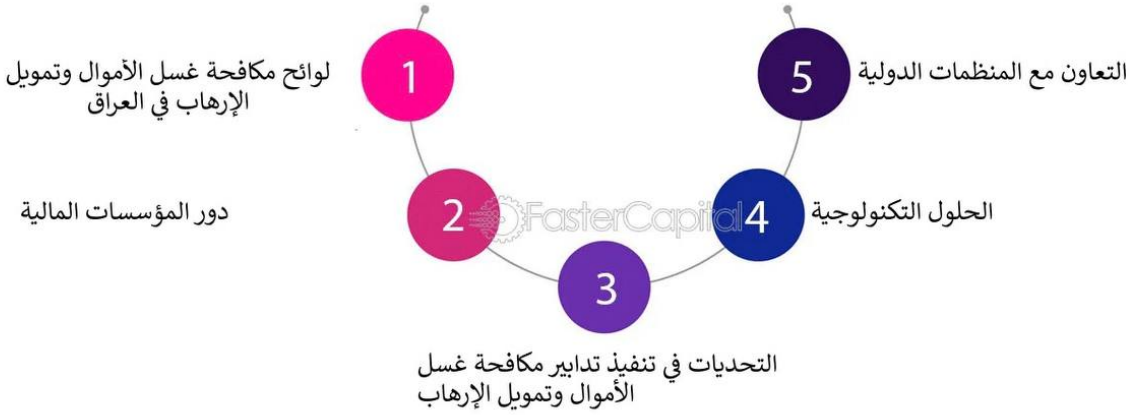 1
لوائح مكافحة غسل الأموال وتمويل
الإرهاب في العراق
2
دور المؤسسات المالية
3
التحديات في تنفيذ تدابير مكافحة غسل
الأموال وتمويل الإرهاب
4
الحلول التكنولوجية
5
التعاون مع المنظمات الدولية
FasterCapital